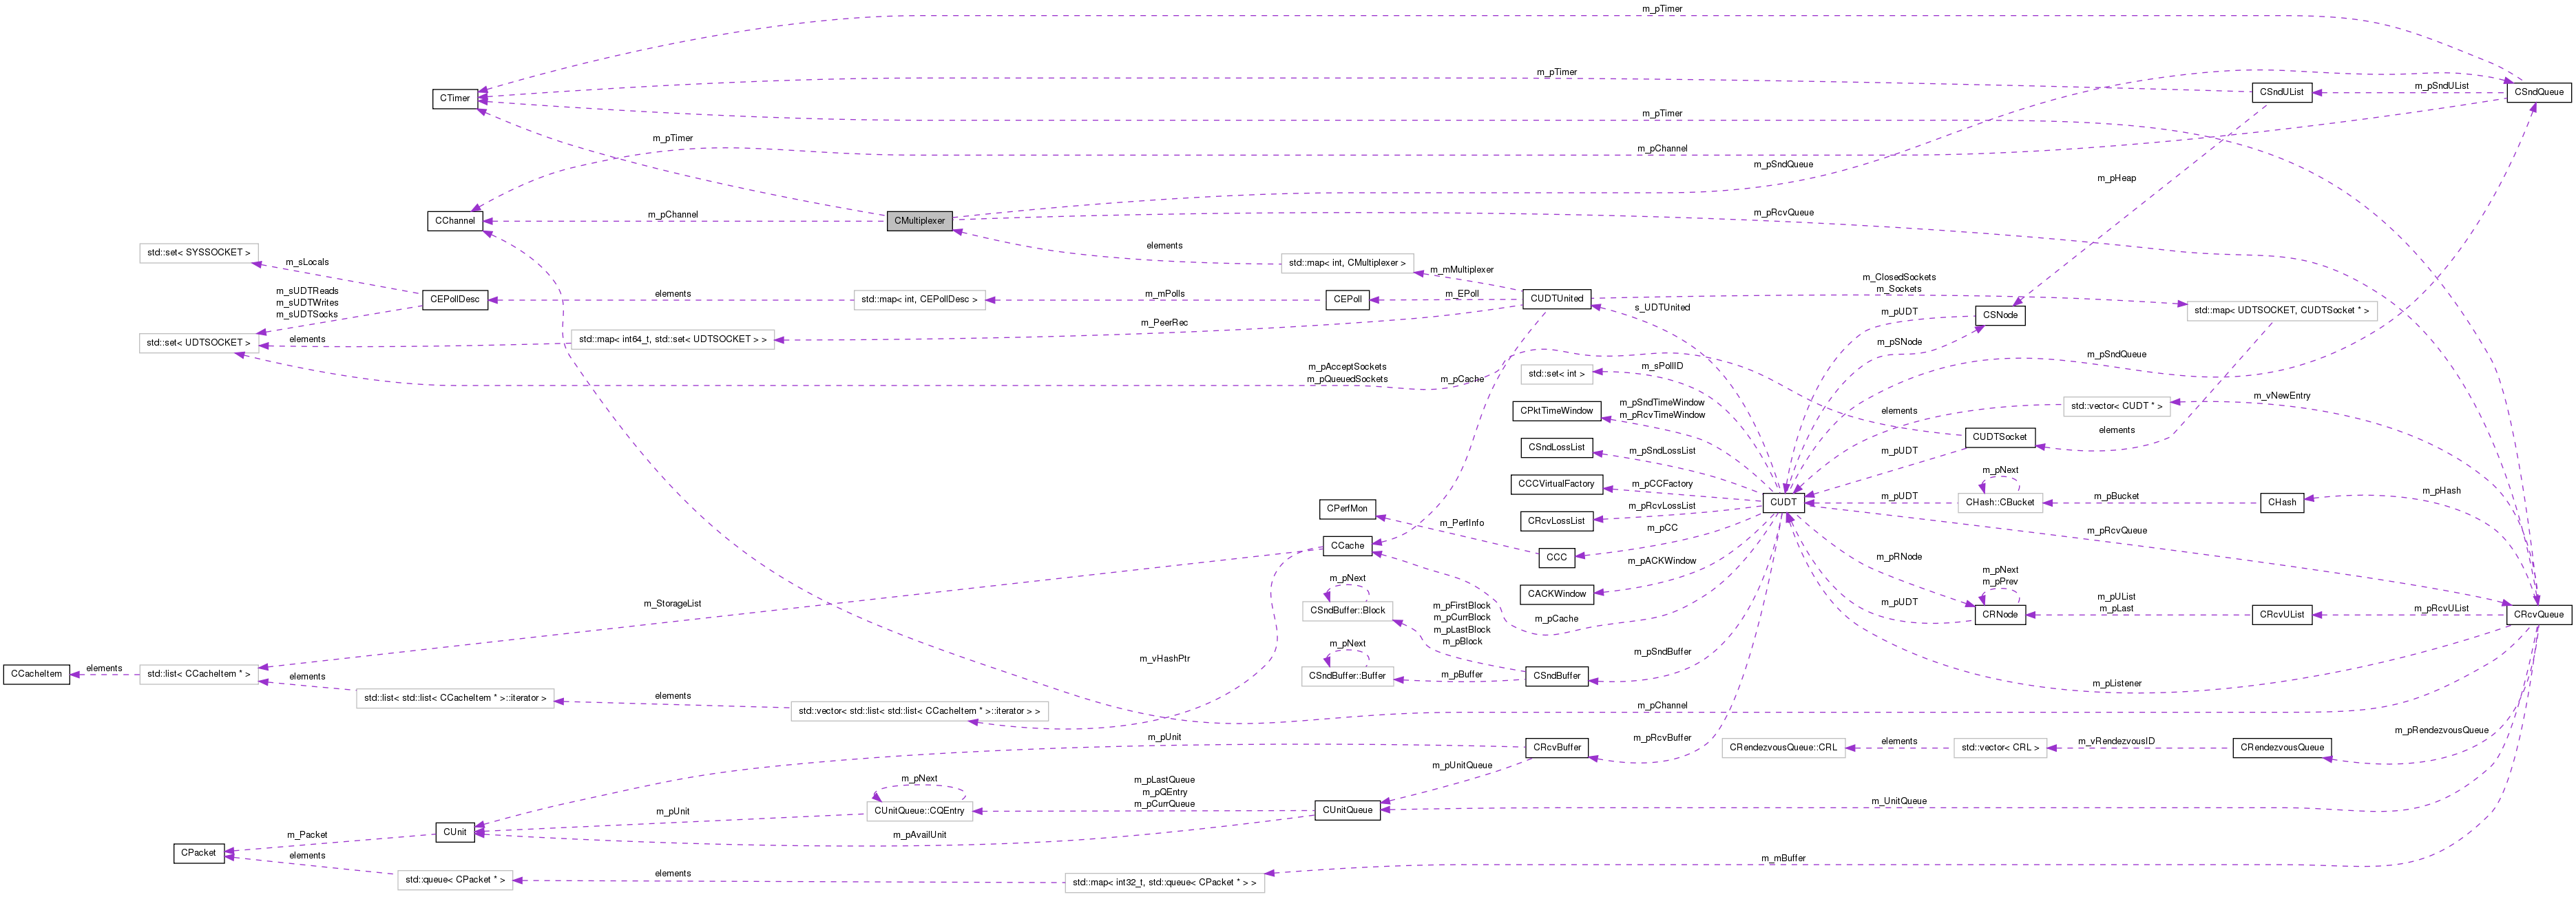 m_pTimer
m_pTimer
CTimer
CSndUList
m_pSndUList
CSndQueue
m_pTimer
m_pTimer
m_pChannel
m_pSndQueue
m_pHeap
CChannel
m_pChannel
CMultiplexer
m_pRcvQueue
std::set< SYSSOCKET >
m_sLocals
elements
std::map< int, CMultiplexer >
m_mMultiplexer
m_ClosedSockets
m_Sockets
m_sUDTReads
m_sUDTWrites
m_sUDTSocks
CEPollDesc
elements
std::map< int, CEPollDesc >
m_mPolls
CEPoll
m_EPoll
CUDTUnited
s_UDTUnited
m_pUDT
CSNode
std::map< UDTSOCKET, CUDTSocket * >
m_PeerRec
std::set< UDTSOCKET >
elements
std::map< int64_t, std::set< UDTSOCKET > >
m_pSNode
m_pSndQueue
m_pAcceptSockets
m_pQueuedSockets
m_pCache
std::set< int >
m_sPollID
CPktTimeWindow
m_pSndTimeWindow
m_pRcvTimeWindow
elements
std::vector< CUDT * >
m_vNewEntry
CUDTSocket
elements
CSndLossList
m_pSndLossList
m_pUDT
CCCVirtualFactory
m_pCCFactory
CUDT
m_pUDT
m_pNext
CHash::CBucket
m_pBucket
CHash
m_pHash
CPerfMon
m_PerfInfo
CRcvLossList
m_pRcvLossList
m_pCC
CCC
m_pRcvQueue
CCache
m_pACKWindow
CACKWindow
m_pRNode
m_pNext
m_pPrev
m_pUDT
CRNode
m_pUList
m_pLast
CRcvUList
m_pRcvUList
CRcvQueue
m_StorageList
m_pNext
CSndBuffer::Block
m_pFirstBlock
m_pCurrBlock
m_pLastBlock
m_pBlock
m_pCache
m_pNext
CSndBuffer::Buffer
m_pBuffer
CSndBuffer
m_pSndBuffer
m_vHashPtr
CCacheItem
elements
std::list< CCacheItem * >
elements
std::list< std::list< CCacheItem * >::iterator >
elements
std::vector< std::list< std::list< CCacheItem * >::iterator > >
m_pListener
m_pChannel
m_pUnit
CRcvBuffer
m_pRcvBuffer
CRendezvousQueue::CRL
elements
std::vector< CRL >
m_vRendezvousID
CRendezvousQueue
m_pRendezvousQueue
m_pUnitQueue
m_pNext
CUnitQueue::CQEntry
m_pLastQueue
m_pQEntry
m_pCurrQueue
CUnitQueue
m_UnitQueue
m_pUnit
CUnit
m_pAvailUnit
m_Packet
CPacket
elements
std::queue< CPacket * >
elements
std::map< int32_t, std::queue< CPacket * > >
m_mBuffer